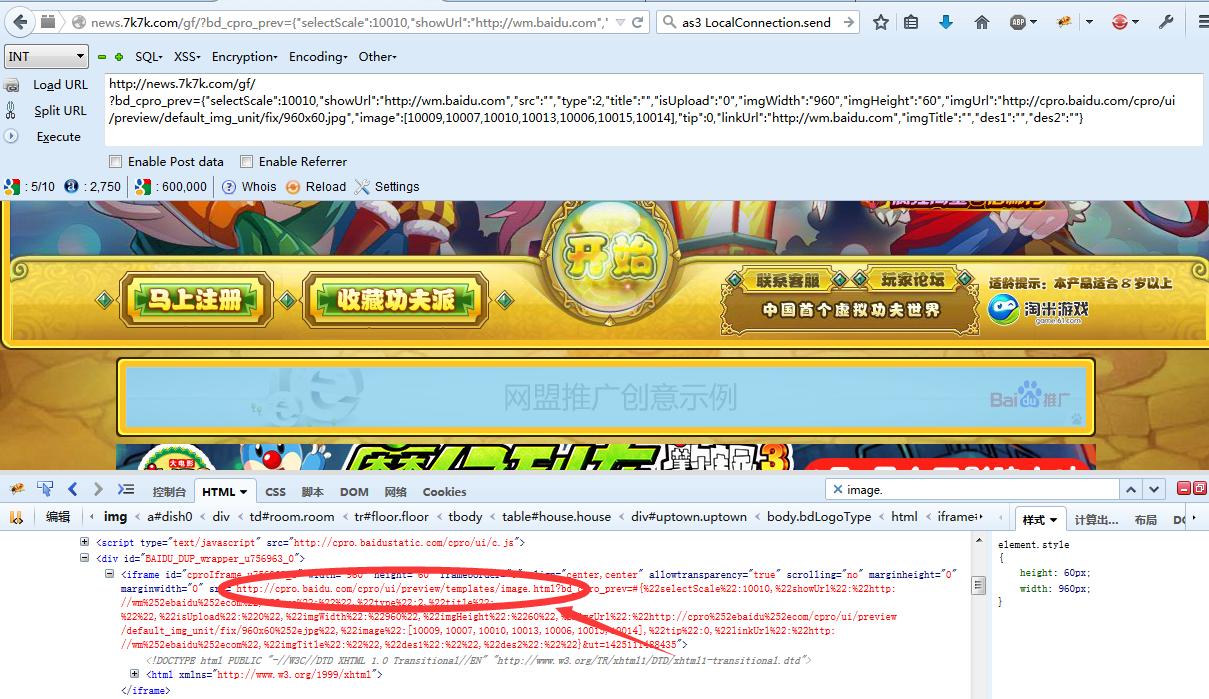 news.7k7k.com/gf/?bd_cpro_prev={"selectScale":10010,"showUrl":"http://wm.baidu.com","
as3 LocalConnection.send
ABP
INT
SQL▾ XSS▾ Encryption▾ Encoding▾ Other▾
Load URL
Split URL
Execute
http://news.7k7k.com/gf/
?bd_cpro_prev={"selectScale":10010,"showUrl":"http://wm.baidu.com","src":"","type":2,"title":"","isUpload":"0","imgWidth":"960","imgHeight":"60","imgUrl":"http://cpro.baidu.com/cpro/ui
/preview/default_img_unit/fix/960x60.jpg","image":[10009,10007,10010,10013,10006,10015,10014],"tip":0,"linkUrl":"http://wm.baidu.com","imgTitle":"","des1":"","des2":""}
Enable Post data Enable Referrer
: 5/10 : 2,750 : 600,000 Whois Reload Settings
开始
马上注册
收藏功夫派
联系客服
玩家论坛
中国首个虚拟功夫世界
适龄提示：本产品适合8岁以上
淘米游戏
game.61.com
网盟推广创意示例
Bai du 推广
大电影
3
控制台 HTML CSS 脚本 DOM 网络 Cookies
image.
编辑 img < a#dish0 < div < td#room.room < tr#floor.floor < tbody < table#house.house < div#uptown.uptown < body.bdLogoType < html < iframe
样式 计算出... 布局
<script type="text/javascript" src="http://cpro.baidustatic.com/cpro/ui/c.js">
<div id="BAIDU_DUP_wrapper_u756963_0">
allowtransparency="true" scrolling="no" marginheight="0"
marginwidth="0" src="http://cpro.baidu.com/cpro/ui/preview/templates/image.html?bd_cpro_prev=#{%22selectScale%22:10010,%22showUrl%22:%22http:
//wm%252ebaidu%252ecom%22,%22src%22:%22%22,%22type%22:2,%22title%22:
%22%22,%22isUpload%22:%220%22,%22imgWidth%22:%22960%22,%22imgHeight%22:%2260%22,%22imgUrl%22:%22http://cpro%252ebaidu%252ecom/cpro/ui/preview
/default_img_unit/fix/960x60%252ejpg%22,%22image%22:[10009,10007,10010,10013,10006,10015,10014],%22tip%22:0,%22linkUrl%22:%22http:
//wm%252ebaidu%252ecom%22,%22imgTitle%22:%22%22,%22des1%22:%22%22,%22des2%22:%22%22}&ut=1425111488435">
<!DOCTYPE html PUBLIC "-//W3C//DTD XHTML 1.0 Transitional//EN" "http://www.w3.org/TR/xhtml1/DTD/xhtml1-transitional.dtd">
<html xmlns="http://www.w3.org/1999/xhtml">
</iframe>
element.style
{
height: 60px;
width: 960px;
}